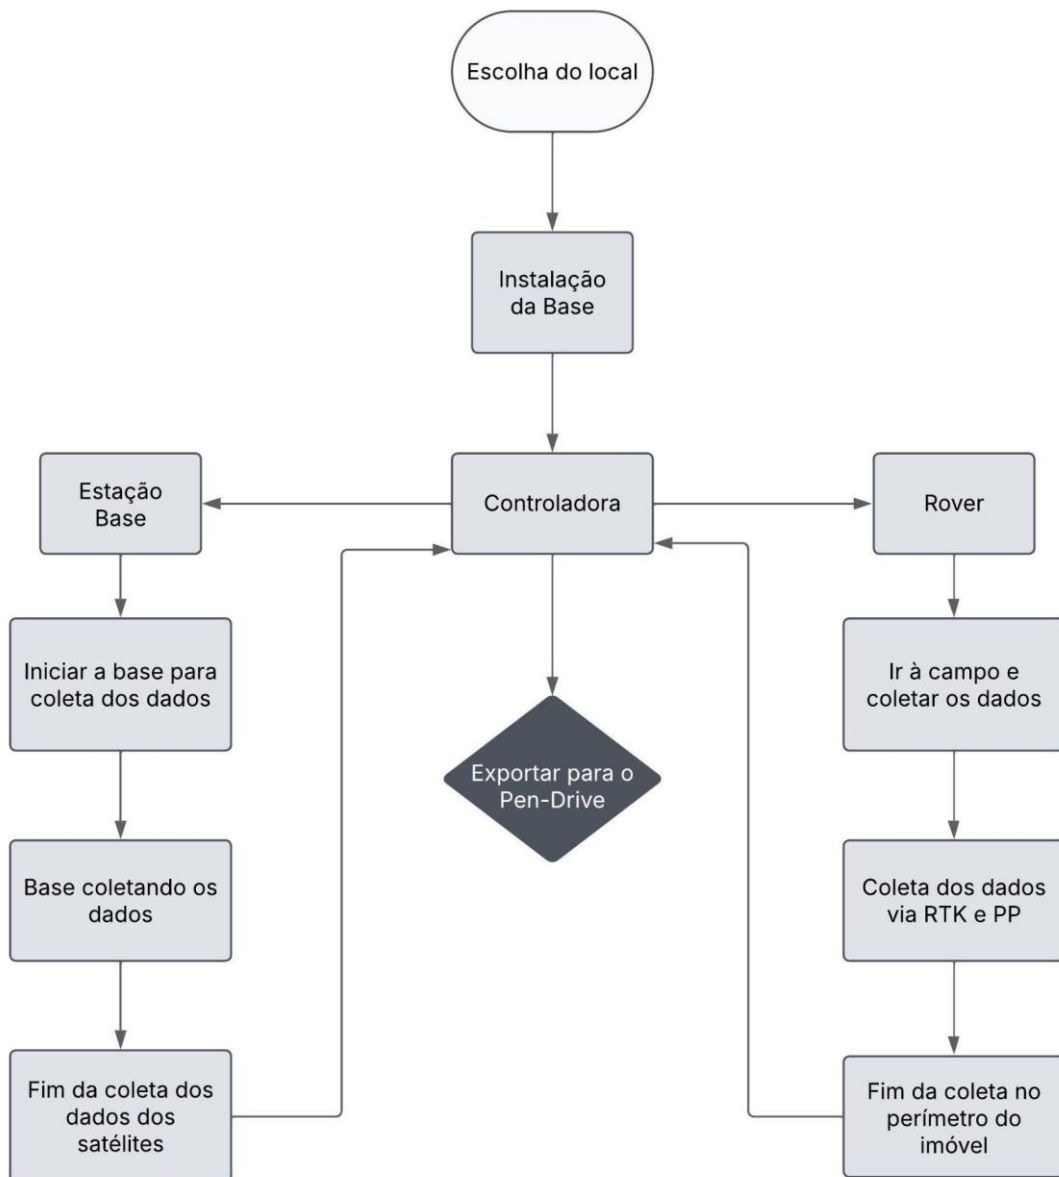 Escolha do local
Instalação
da Base
Estação
Base
Controladora
Rover
Iniciar a base para
coleta dos dados
Ir à campo e
coletar os dados
Exportar para o
Pen-Drive
Base coletando os
dados
Coleta dos dados
via RTK e PP
Fim da coleta dos
dados dos
satélites
Fim da coleta no
perímetro do
imóvel